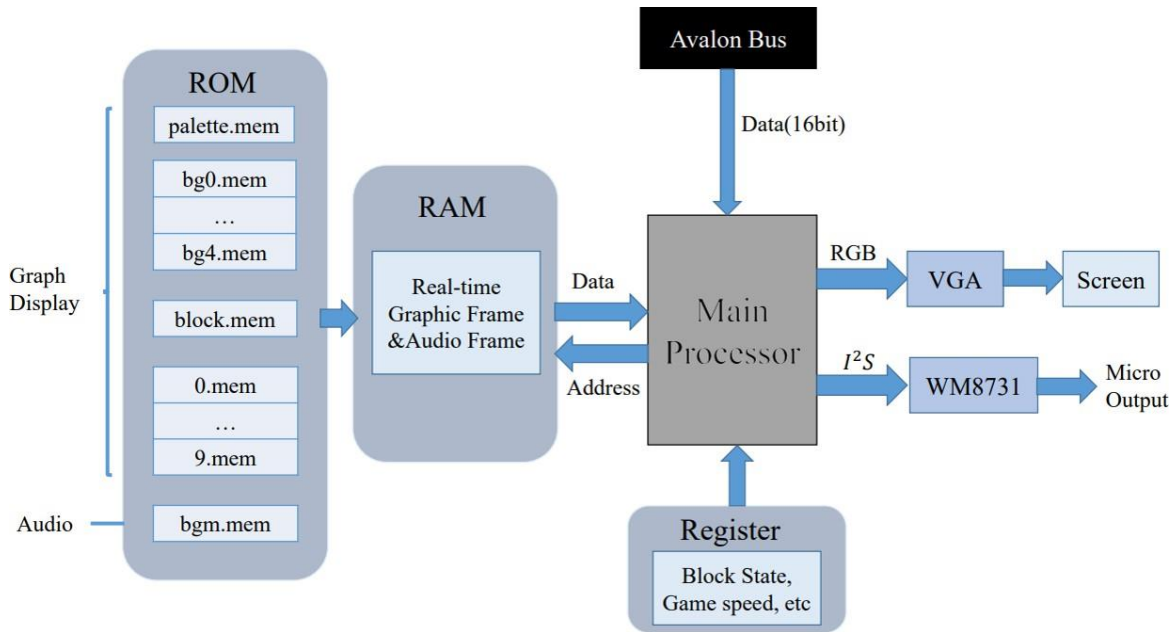 Avalon Bus
Data(16bit)
ROM
palette.mem
bg0.mem
…
bg4.mem
block.mem
0.mem
…
9.mem
bgm.mem
Graph
Display
Audio
RAM
Real-time
Graphic Frame
&Audio Frame
Data
Address
Main
Processor
RGB
VGA
Screen
I²S
WM8731
Micro
Output
Register
Block State,
Game speed, etc